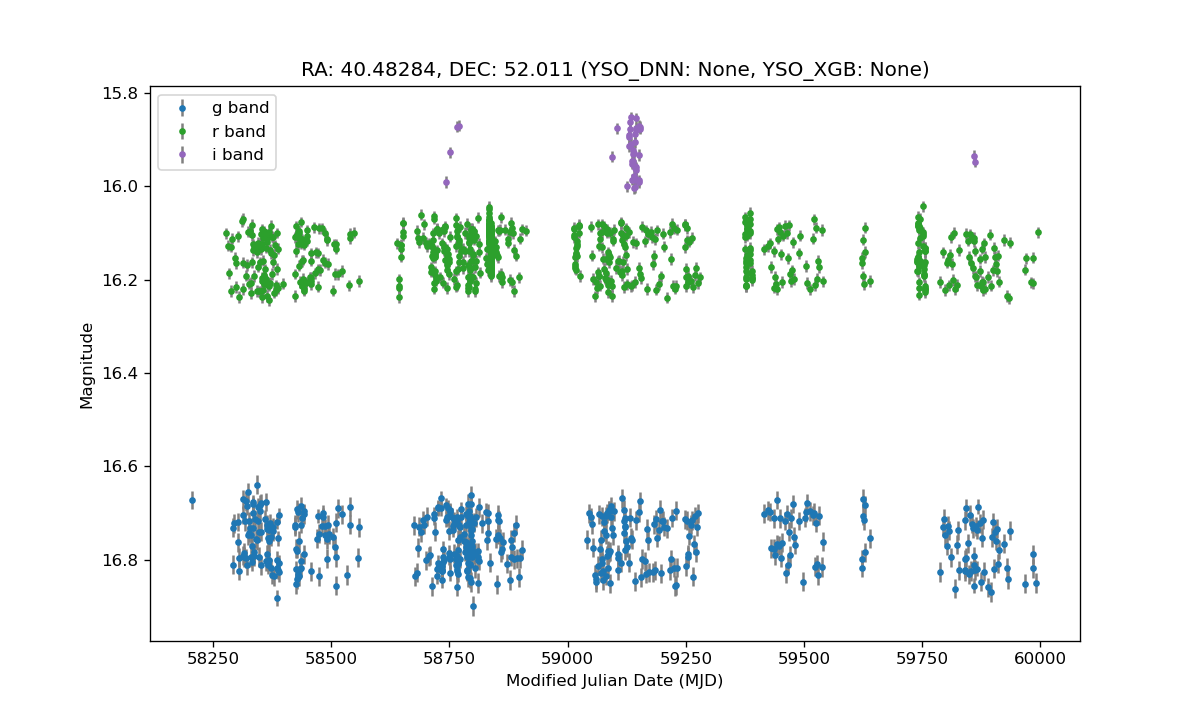 RA: 40.48284, DEC: 52.011 (YSO_DNN: None, YSO_XGB: None)
g band
r band
i band
15.8
16.0
16.2
16.4
16.6
16.8
Magnitude
58250 58500 58750 59000 59250 59500 59750 60000
Modified Julian Date (MJD)